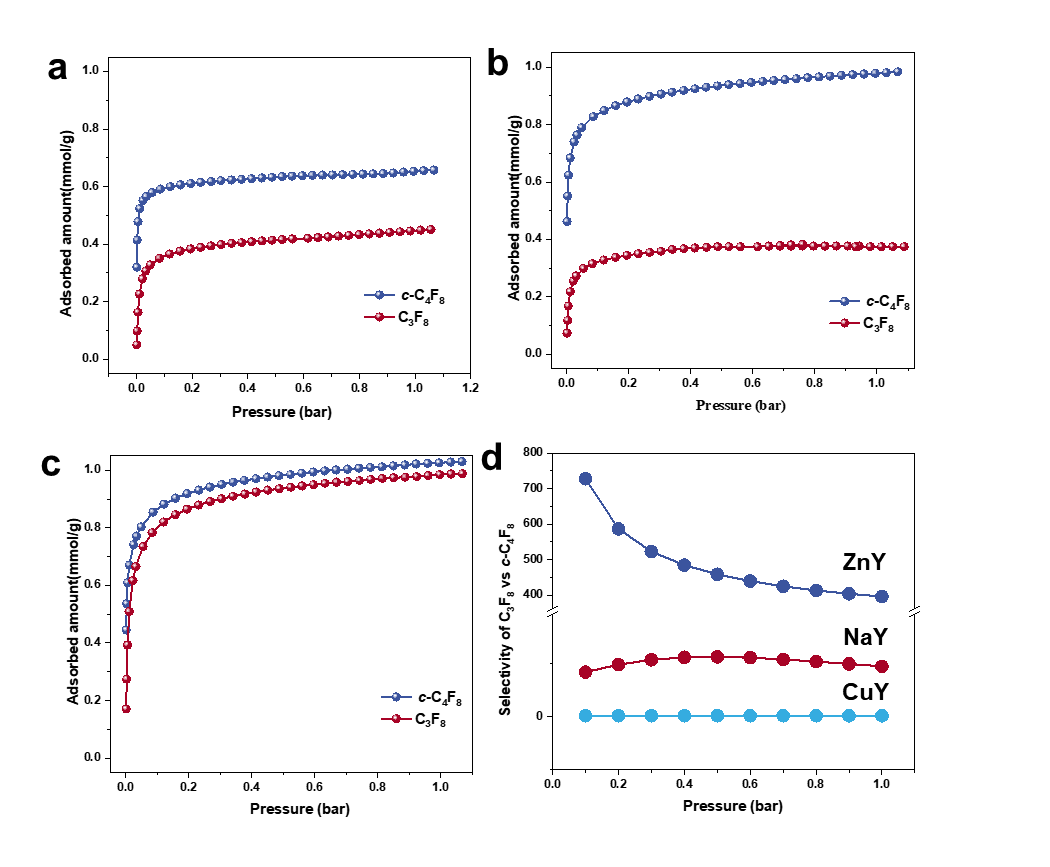 a
1.0
0.8
0.6
0.4
0.2
0.0
Adsorbed amount(mmol/g)
c-C4F8
C3F8
0.0 0.2 0.4 0.6 0.8 1.0 1.2
Pressure (bar)
b
1.0
0.8
0.6
0.4
0.2
0.0
Adsorbed amount(mmol/g)
c-C4F8
C3F8
0.0 0.2 0.4 0.6 0.8 1.0
Pressure (bar)
c
1.0
0.8
0.6
0.4
0.2
0.0
Adsorbed amount(mmol/g)
c-C4F8
C3F8
0.0 0.2 0.4 0.6 0.8 1.0
Pressure (bar)
d
800
700
600
500
400
0
Selectivity of C3F8 vs c-C4F8
ZnY
NaY
CuY
0.0 0.2 0.4 0.6 0.8 1.0
Pressure (bar)